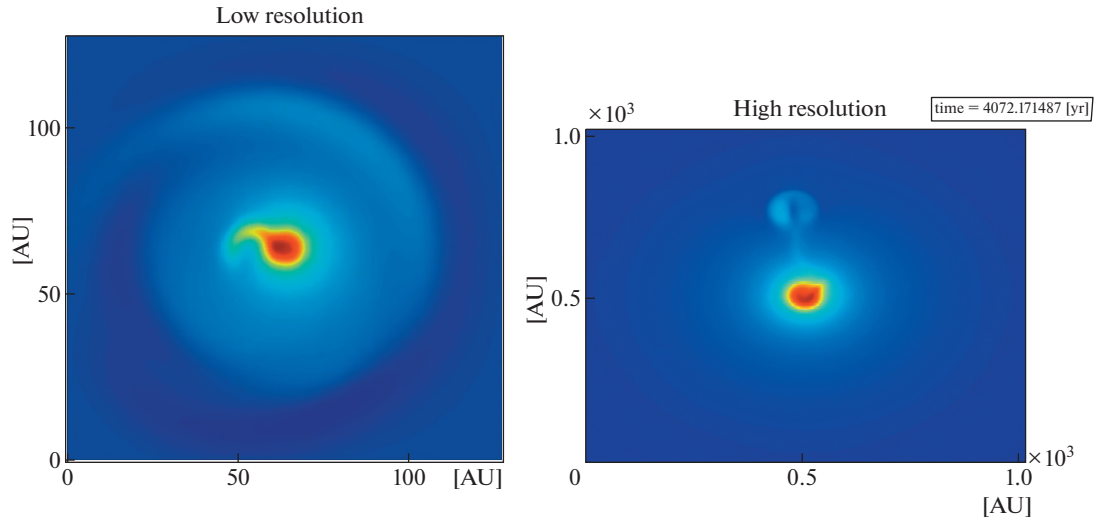 Low resolution
100
[AU]
50
0
0
50
100
[AU]
High resolution
time = 4072.171487 [yr]
×10³
1.0
[AU]
0.5
0
0.5
1.0
×10³
[AU]